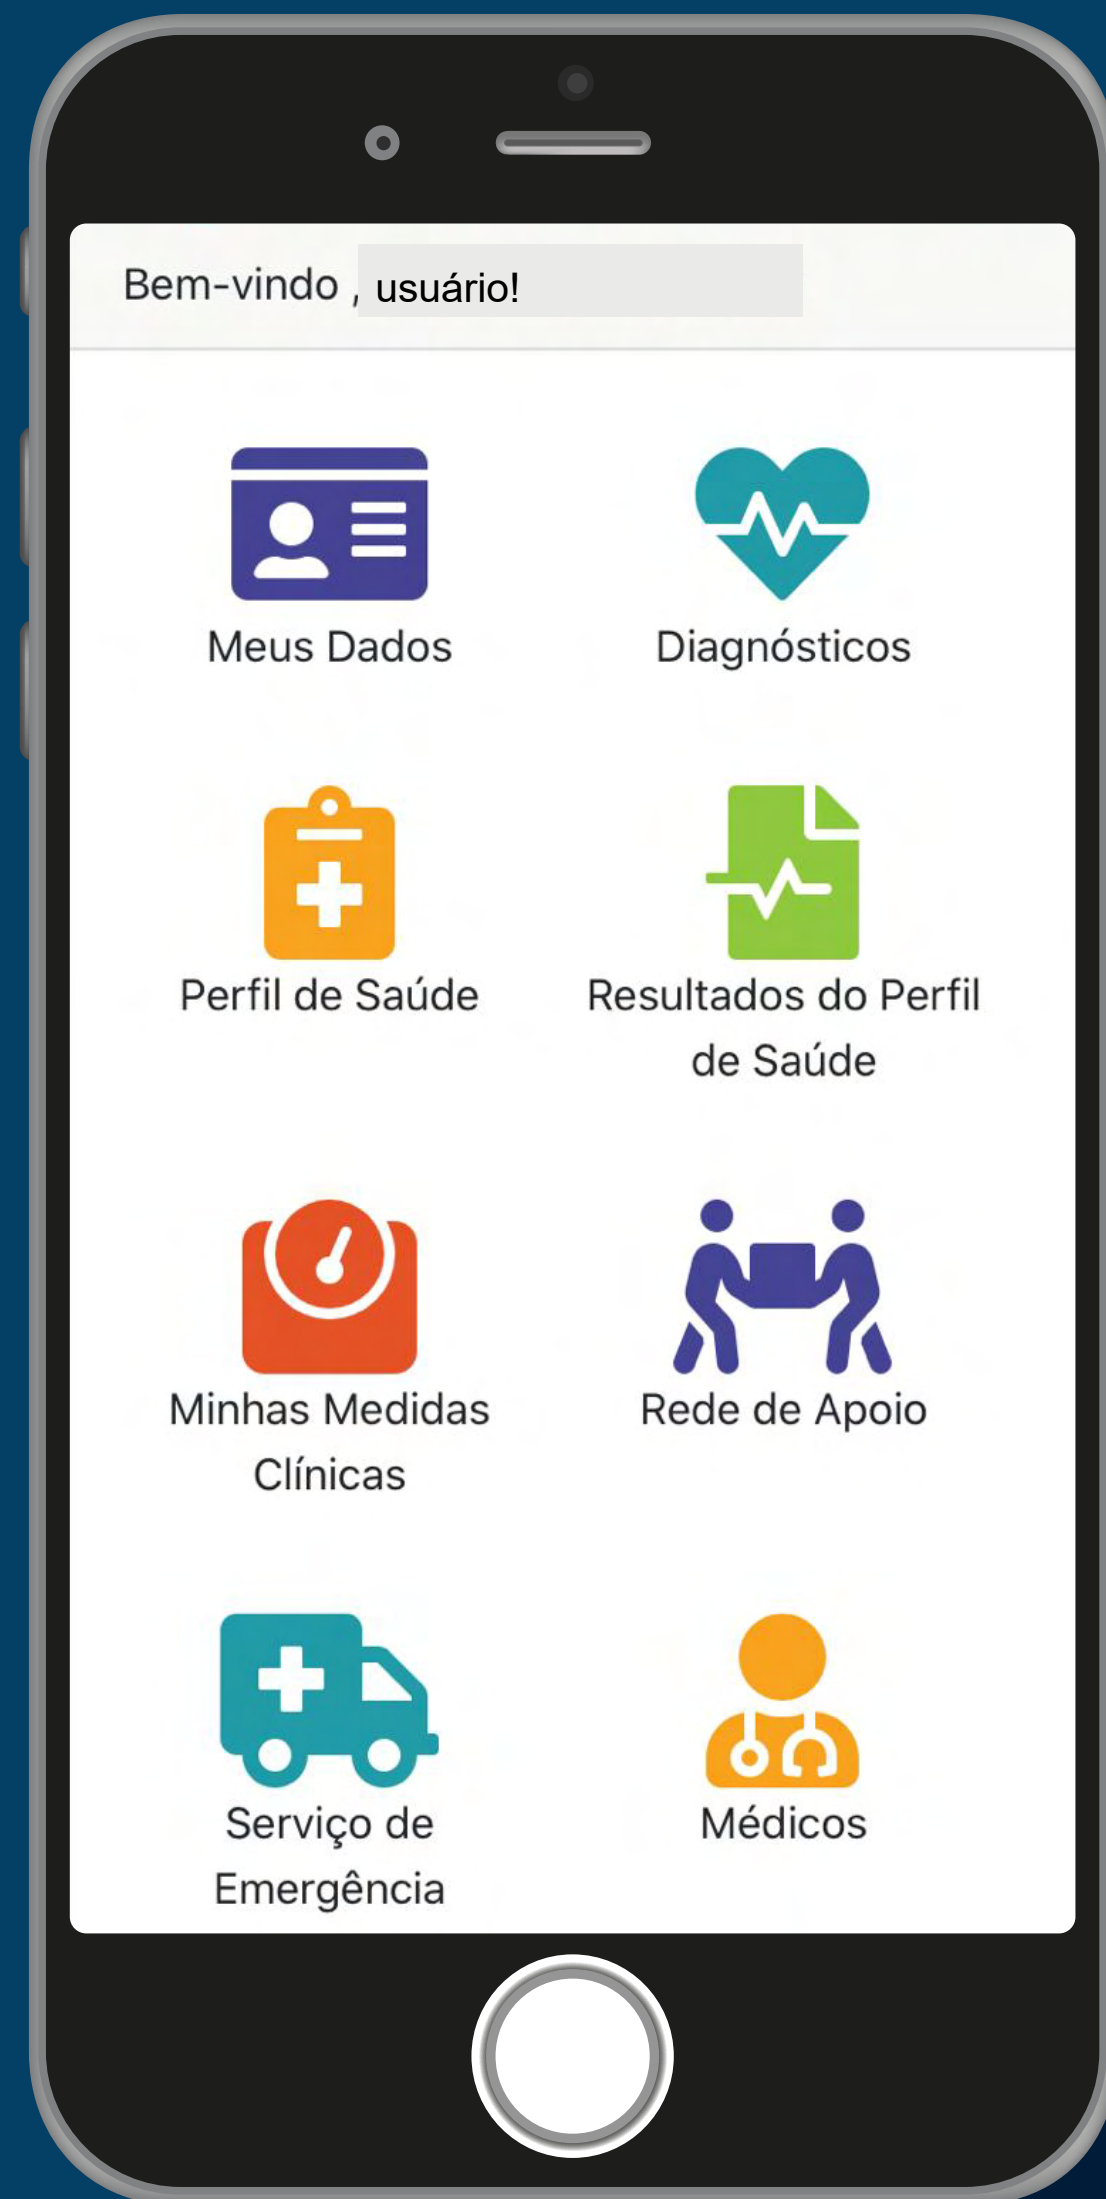 Bem-vindo , usuário!
Meus Dados
Diagnósticos
Perfil de Saúde
Resultados do Perfil
de Saúde
Minhas Medidas
Clínicas
Rede de Apoio
Serviço de
Emergência
Médicos